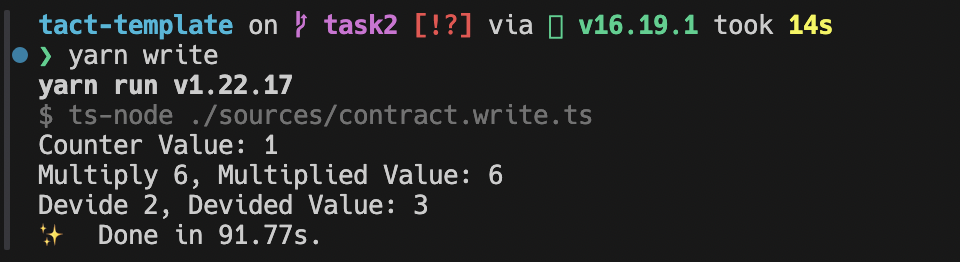 tact-template on task2 [!?] via v16.19.1 took 14s
❯ yarn write
yarn run v1.22.17
$ ts-node ./sources/contract.write.ts
Counter Value: 1
Multiply 6, Multiplied Value: 6
Devide 2, Devided Value: 3
✨ Done in 91.77s.